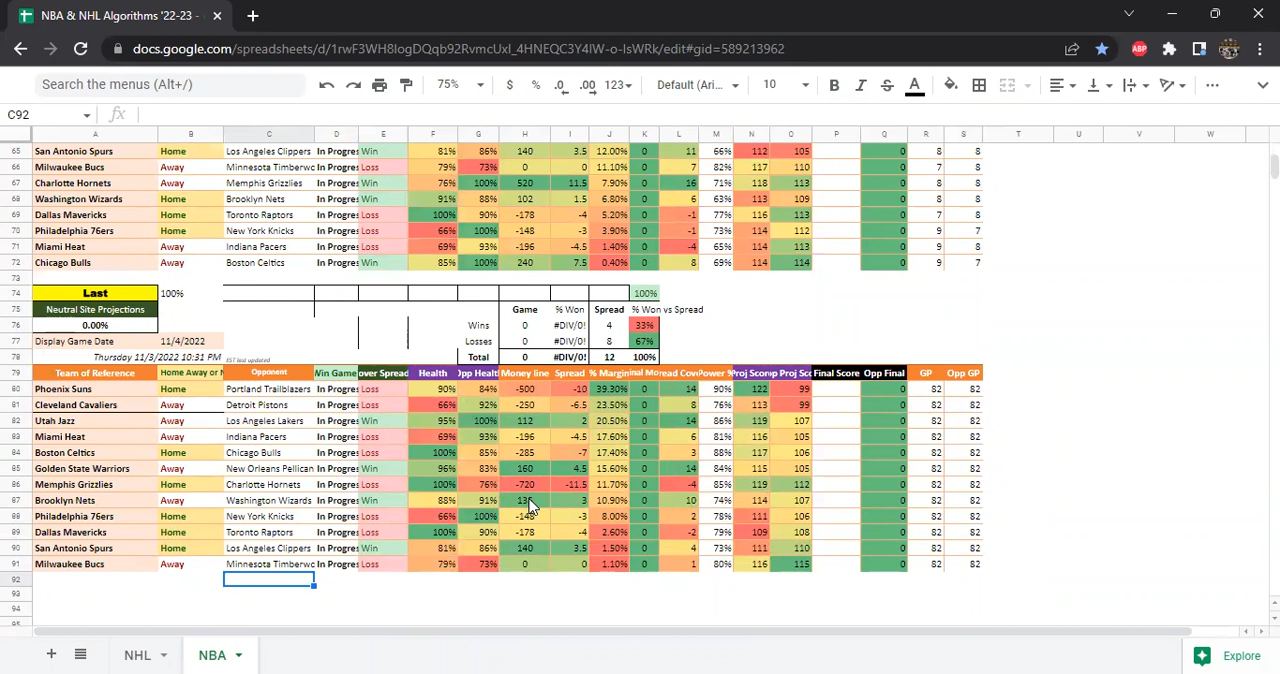 NBA & NHL Algorithms '22-23 -
docs.google.com/spreadsheets/d/1rwF3WH8IogDQqb92RvmcUxI_4HNEQC3Y4IW-o-IsWRk/edit#gid=589213962
ABP
Search the menus (Alt+/) 75% $ % .0 .00 123 Default (Ari... 10 B I S A
C92 fx
A B C D E F G H I J K L M N O P Q R S T U V W
65 San Antonio Spurs Home Los Angeles Clippers In Progres Win 81% 86% 140 3.5 12.00% 0 11 66% 112 105 0 8 8
66 Milwaukee Bucs Away Minnesota Timberwo In Progres Loss 79% 73% 0 0 11.10% 0 7 82% 117 110 0 7 8
67 Charlotte Hornets Away Memphis Grizzlies In Progres Win 76% 100% 520 11.5 7.90% 0 16 71% 118 113 0 8 8
68 Washington Wizards Home Brooklyn Nets In Progres Win 91% 88% 102 1.5 6.80% 0 6 63% 113 109 0 8 8
69 Dallas Mavericks Home Toronto Raptors In Progres Loss 100% 90% -178 -4 5.20% 0 -1 77% 116 113 0 7 8
70 Philadelphia 76ers Home New York Knicks In Progres Loss 66% 100% -148 -3 3.90% 0 -1 73% 114 112 0 9 7
71 Miami Heat Away Indiana Pacers In Progres Loss 69% 93% -196 -4.5 1.40% 0 -4 65% 114 113 0 9 8
72 Chicago Bulls Away Boston Celtics In Progres Win 85% 100% 240 7.5 0.40% 0 8 69% 114 114 0 9 7
73
74 Last 100% 100%
75 Neutral Site Projections Game % Won Spread % Won vs Spread
76 0.00% Wins 0 #DIV/0! 4 33%
77 Display Game Date 11/4/2022 Losses 0 #DIV/0! 8 67%
78 Thursday 11/3/2022 10:31 PM EST last updated Total 0 #DIV/0! 12 100%
79 Team of Reference Home Away or N Opponent Win Game over Spread Health Opp Health Money line Spread % Margin inal Mo read Cov Power % Proj Score p Proj Sco Final Score Opp Final GP Opp GP
80 Phoenix Suns Home Portland Trailblazers In Progres Loss 90% 84% -500 -10 39.30% 0 14 90% 122 99 0 82 82
81 Cleveland Cavaliers Away Detroit Pistons In Progres Loss 66% 92% -250 -6.5 23.50% 0 8 76% 113 99 0 82 82
82 Utah Jazz Away Los Angeles Lakers In Progres Win 95% 100% 112 2 20.50% 0 14 86% 119 107 0 82 82
83 Miami Heat Away Indiana Pacers In Progres Loss 69% 93% -196 -4.5 17.60% 0 6 81% 116 105 0 82 82
84 Boston Celtics Home Chicago Bulls In Progres Loss 100% 85% -285 -7 17.40% 0 3 88% 117 106 0 82 82
85 Golden State Warriors Away New Orleans Pellican In Progres Win 96% 83% 160 4.5 15.60% 0 14 84% 115 105 0 82 82
86 Memphis Grizzlies Home Charlotte Hornets In Progres Loss 100% 76% -720 -11.5 11.70% 0 -4 85% 119 112 0 82 82
87 Brooklyn Nets Away Washington Wizards In Progres Win 88% 91% 3 10.90% 0 10 74% 114 107 0 82 82
88 Philadelphia 76ers Home New York Knicks In Progres Loss 66% 100% -148 -3 8.00% 0 2 78% 111 106 0 82 82
89 Dallas Mavericks Home Toronto Raptors In Progres Loss 100% 90% -178 -4 2.60% 0 -2 79% 109 108 0 82 82
90 San Antonio Spurs Home Los Angeles Clippers In Progres Win 81% 86% 140 3.5 1.50% 0 4 73% 111 110 0 82 82
91 Milwaukee Bucs Away Minnesota Timberwo In Progres Loss 79% 73% 0 0 1.10% 0 1 80% 116 115 0 82 82
92
93
94
95
NHL NBA Explore